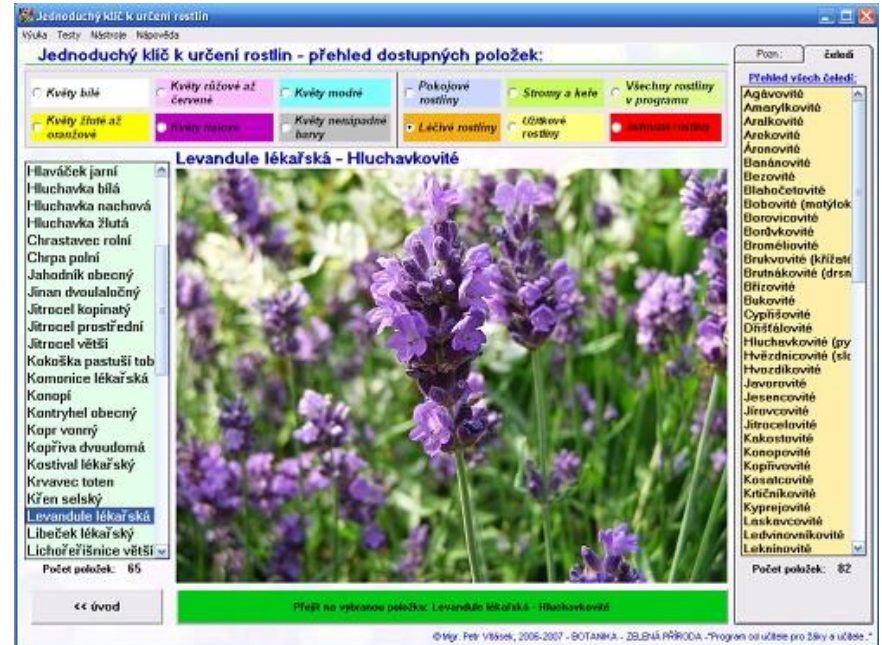 Jednoduchý klíč k určení rostlin
Výuka Testy Nástroje Nápověda
Jednoduchý klíč k určení rostlin - přehled dostupných položek:
Květy bílé
Květy růžové až
červené
Květy modré
Pokojové
rostliny
Stromy a keře
Všechny rostliny
v programu
Květy žluté až
oranžové
Květy fialové
Květy nenápadné
barvy
Léčivé rostliny
Užitkové
rostliny
Jedovaté rostliny
Levandule lékařská - Hluchavkovité
Hlaváček jarní
Hluchavka bílá
Hluchavka nachová
Hluchavka žlutá
Chrastavec rolní
Chrpa polní
Jahodník obecný
Jinan dvoulaločný
Jitrocel kopinatý
Jitrocel prostřední
Jitrocel větší
Kokoška pastuší tob
Komonice lékařská
Konopí
Kontryhel obecný
Kopr vonný
Kopřiva dvoudomá
Kostival lékařský
Krvavec toten
Křen selský
Levandule lékařská
Libeček lékařský
Lichořeřišnice větší
Počet položek: 65
<< úvod
Přejít na vybranou položku: Levandule lékařská - Hluchavkovité
Pozn.: čeledi
Přehled všech čeledí:
Agávovité
Amarylkovité
Aralkovité
Arekovité
Áronovité
Banánovité
Bezovité
Blahočetovité
Bobovité (motýlok
Borovicovité
Borůvkovité
Broméliovité
Brukvovité (křížaté
Brutnákovité (drsn
Břízovité
Bukovité
Cypřišovité
Dřišťálovité
Hluchavkovité (py
Hvězdnicovité (slo
Hvozdíkovité
Javorovité
Jesencovité
Jírovcovité
Jitrocelovité
Kakostovité
Konopovité
Kopřivovité
Kosatcovité
Krtičníkovité
Kyprejovité
Laskavcovité
Ledvinovníkovité
Lekninovité
Počet položek: 82
© Mgr. Petr Vitásek, 2006-2007 - BOTANIKA - ZELENÁ PŘÍRODA -"Program od učitele pro žáky a učitele."